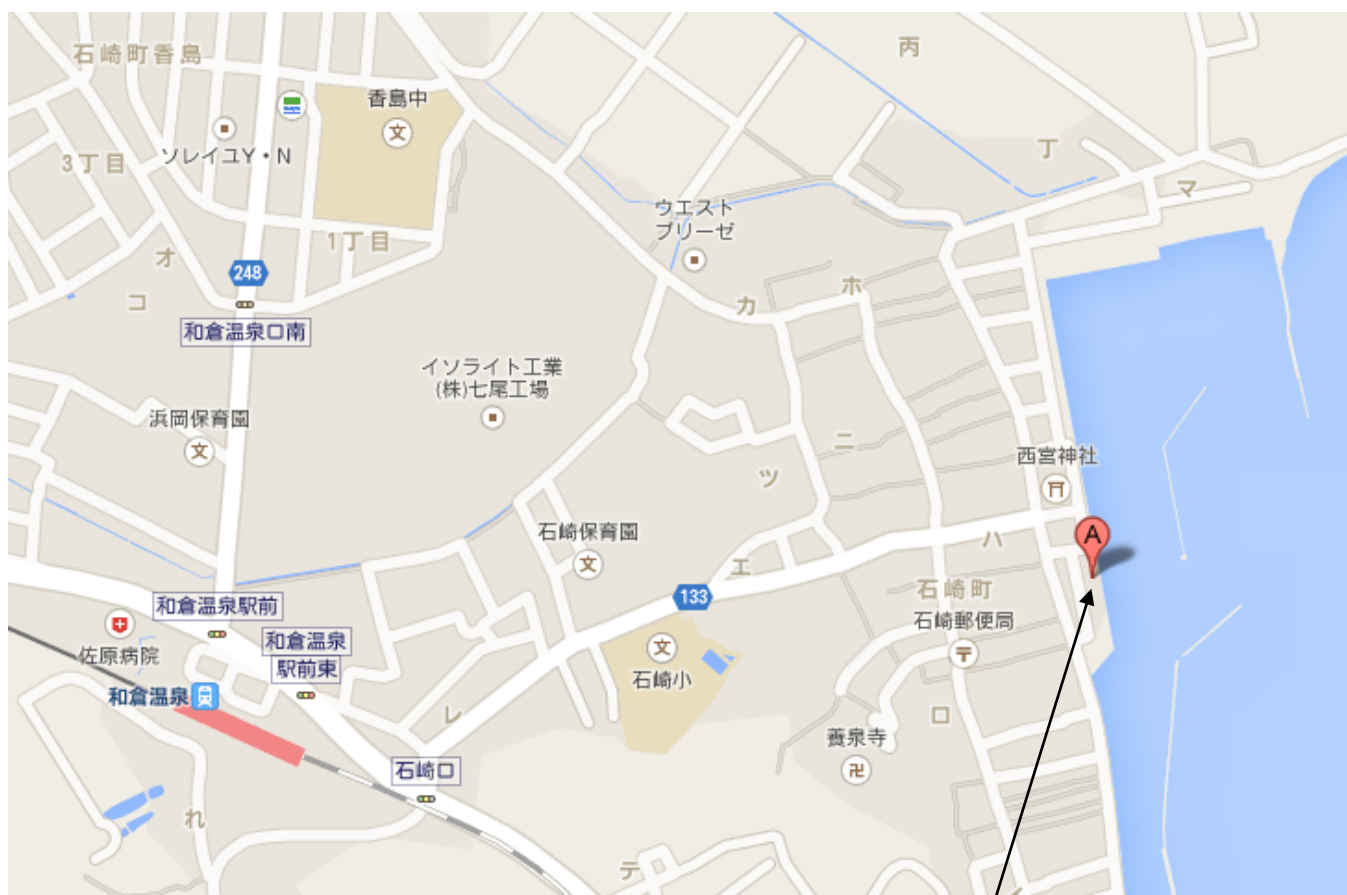 石崎町香島
香島中
文
丙
ソレイユY・N
3丁目
丁
マ
ウエスト
ブリーゼ
1丁目
オ
コ
248
ホ
カ
和倉温泉口南
イソライト工業
(株)七尾工場
浜岡保育園
文
ニ
西宮神社
ツ
石崎保育園
文
A
ハ
エ
133
石崎町
和倉温泉駅前
石崎郵便局
和倉温泉
駅前東
佐原病院
文
石崎小
和倉温泉
レ
ロ
養泉寺
石崎口
れ
テ